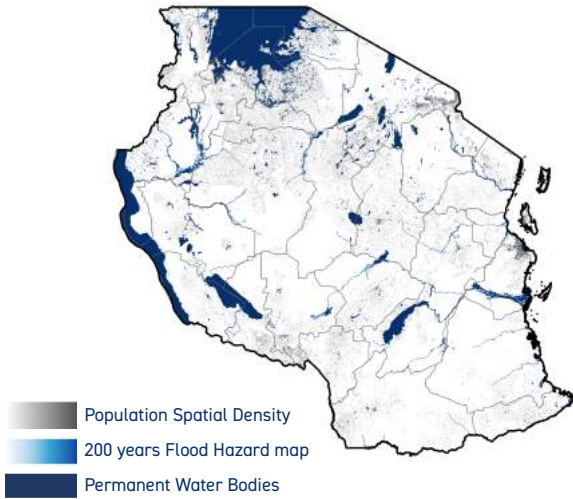 Population Spatial Density
200 years Flood Hazard map
Permanent Water Bodies